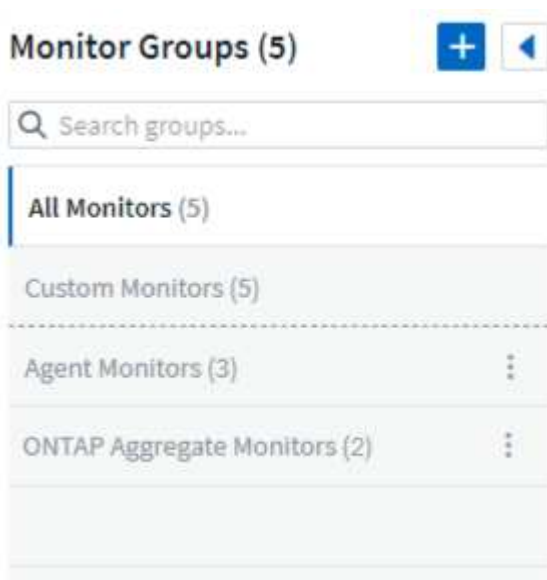 Monitor Groups (5)
Search groups...
All Monitors (5)
Custom Monitors (5)
Agent Monitors (3)
ONTAP Aggregate Monitors (2)